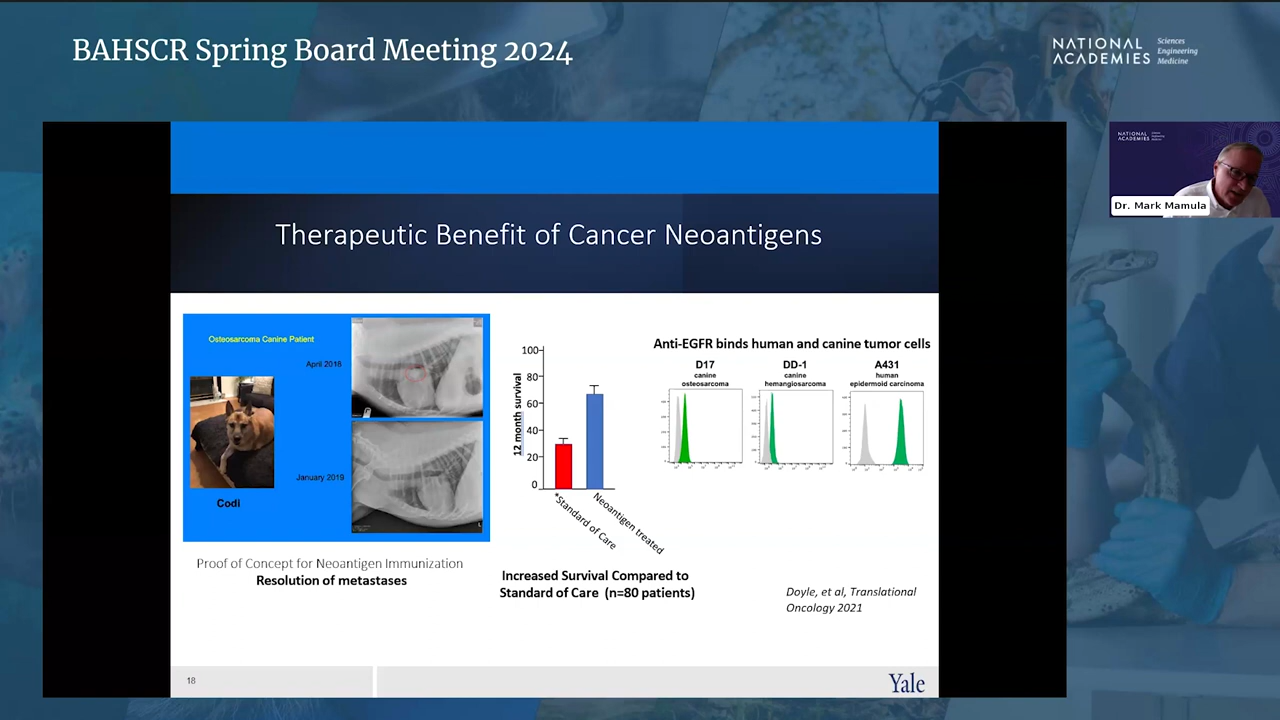 BAHSCR Spring Board Meeting 2024
NATIONAL ACADEMIES
Sciences
Engineering
Medicine
Dr. Mark Mamula
Therapeutic Benefit of Cancer Neoantigens
Osteosarcoma Canine Patient
April 2018
January 2019
Codi
L
Proof of Concept for Neoantigen Immunization
Resolution of metastases
12 month survival
100
80
60
40
20
0
*Standard of Care
Neoantigen treated
Increased Survival Compared to
Standard of Care (n=80 patients)
Anti-EGFR binds human and canine tumor cells
D17
canine
osteosarcoma
DD-1
canine
hemangiosarcoma
A431
human
epidermoid carcinoma
Doyle, et al, Translational
Oncology 2021
18
Yale